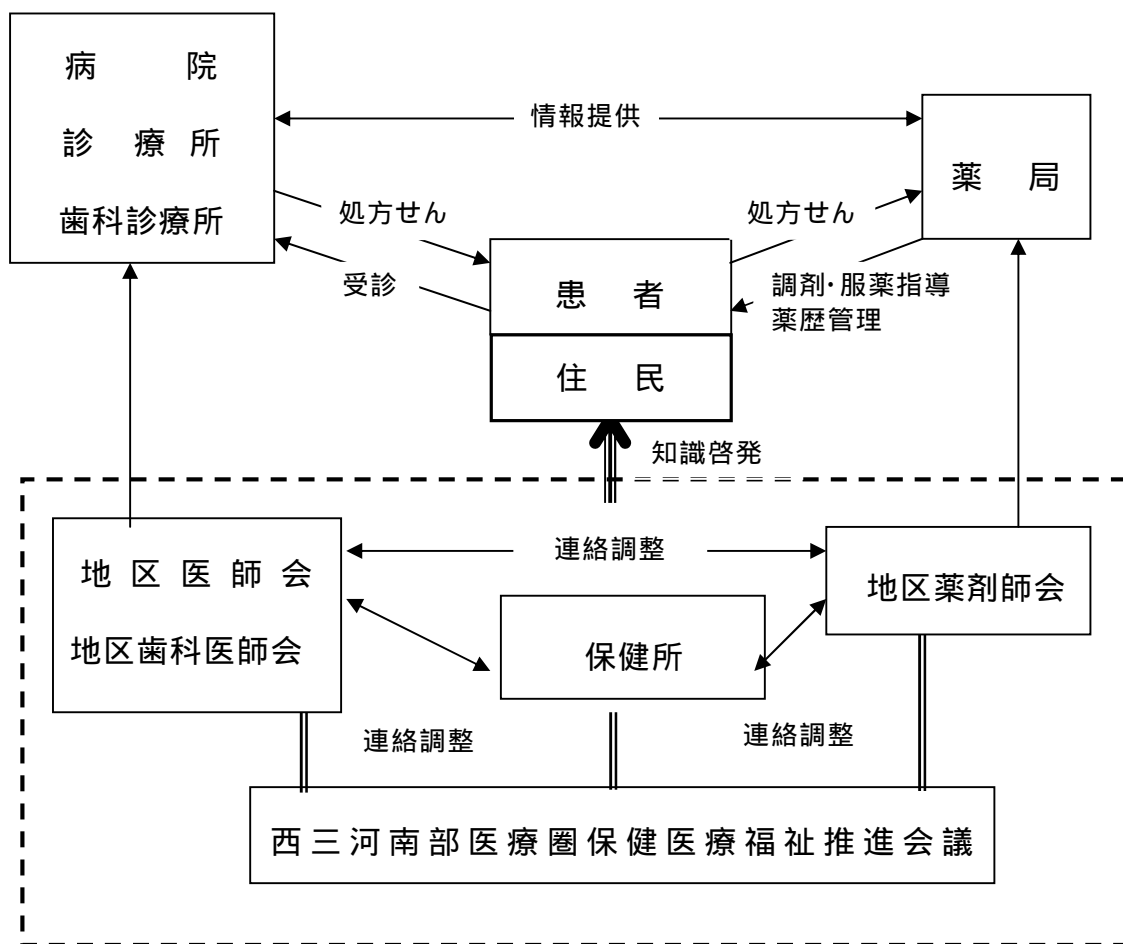 病 院
診 療 所
歯科診療所
情報提供
薬 局
処方せん
処方せん
受診
患 者
調剤・服薬指導
薬歴管理
住 民
知識啓発
連絡調整
地 区 医 師 会
地区歯科医師会
地区薬剤師会
保健所
連絡調整
連絡調整
西三河南部医療圏保健医療福祉推進会議